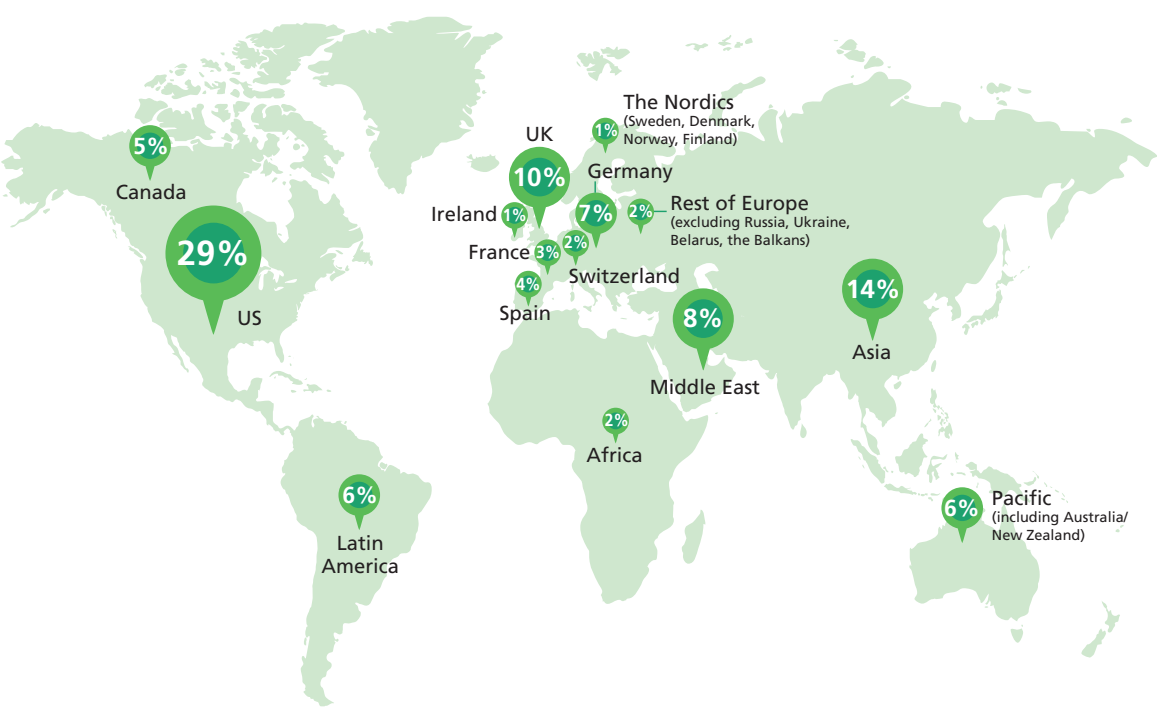 5%
Canada
29%
US
6%
Latin
America
The Nordics
(Sweden, Denmark,
Norway, Finland)
1%
UK
10%
Germany
7%
Ireland
1%
Rest of Europe
(excluding Russia, Ukraine,
Belarus, the Balkans)
2%
France
3%
2%
Switzerland
4%
Spain
8%
Middle East
14%
Asia
2%
Africa
6%
Pacific
(including Australia/
New Zealand)